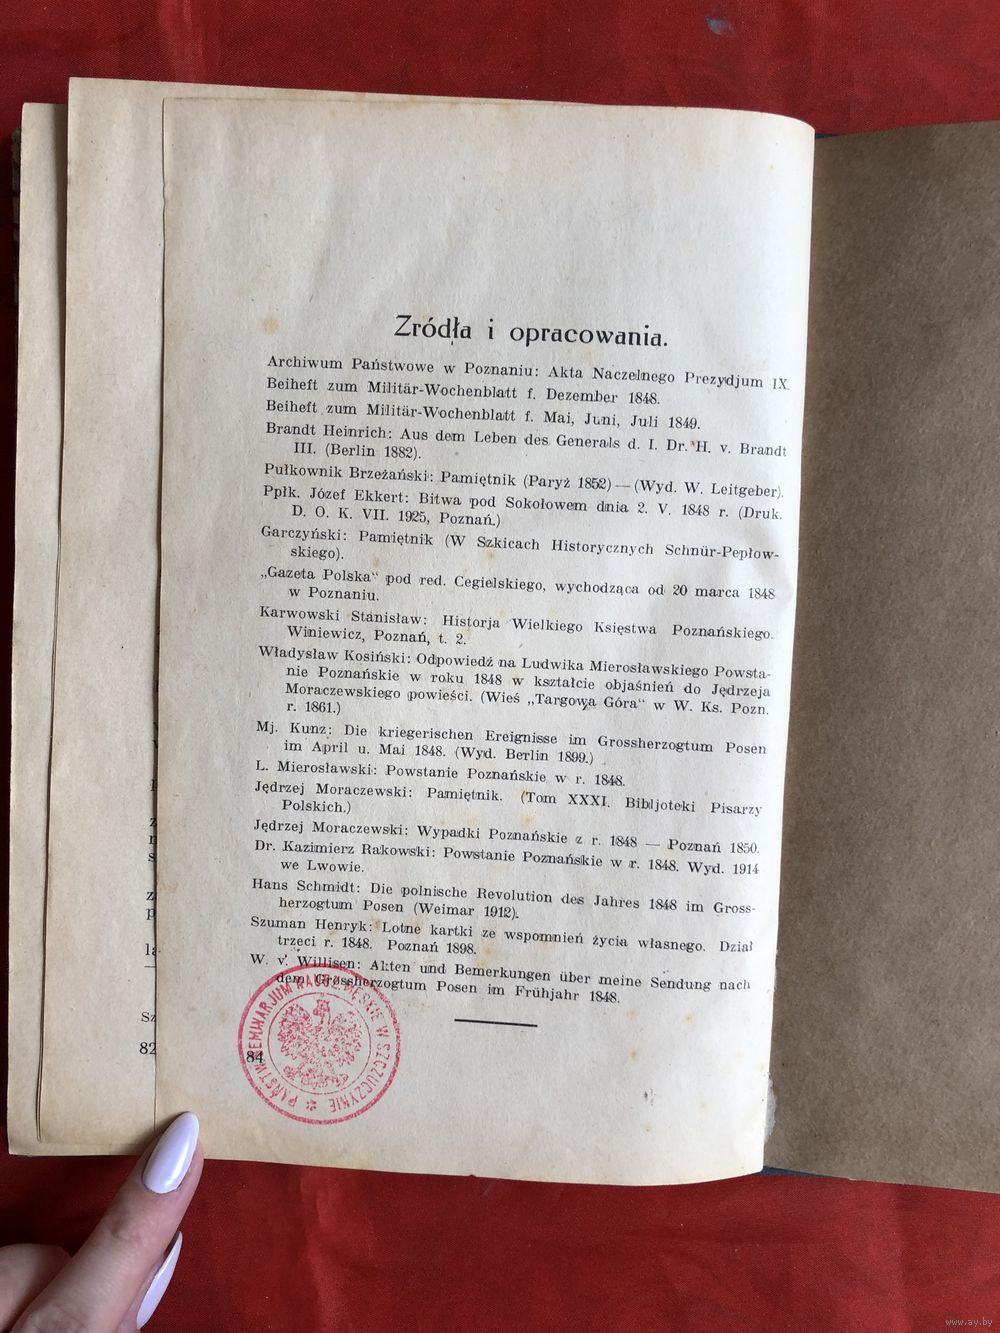 Zródła i opracowania.
Archiwum Państwowe w Poznaniu: Akta Naczelnego Prezydjum IX.
Beiheft zum Militär-Wochenblatt f. Dezember 1848.
Beiheft zum Militär-Wochenblatt f. Mai, Juni, Juli 1849.
Brandt Heinrich: Aus dem Leben des Generals d. I. Dr. H. v. Brandt
III. (Berlin 1882).
Pułkownik Brzeżański: Pamiętnik (Paryż 1852) — (Wyd. W. Leitgeber).
Ppłk. Józef Ekkert: Bitwa pod Sokołowem dnia 2. V. 1848 r. (Druk.
D. O. K. VII. 1925, Poznań.)
Garczyński: Pamiętnik (W Szkicach Historycznych Schnür-Pepłow-
skiego).
„Gazeta Polska“ pod red. Cegielskiego, wychodząca od 20 marca 1848
w Poznaniu.
Karwowski Stanisław: Historja Wielkiego Księstwa Poznańskiego.
Winiewicz, Poznań, t. 2.
Władysław Kosiński: Odpowiedź na Ludwika Mierosławskiego Powsta-
nie Poznańskie w roku 1848 w kształcie objaśnień do Jędrzeja
Moraczewskiego powieści. (Wieś „Targowa Góra“ w W. Ks. Pozn.
r. 1861.)
Mj. Kunz: Die kriegerischen Ereignisse im Grossherzogtum Posen
im April u. Mai 1848. (Wyd. Berlin 1899.)
L. Mierosławski: Powstanie Poznańskie w r. 1848.
Jędrzej Moraczewski: Pamiętnik. (Tom XXXI. Bibljoteki Pisarzy
Polskich.)
Jędrzej Moraczewski: Wypadki Poznańskie z r. 1848 — Poznań 1850.
Dr. Kazimierz Rakowski: Powstanie Poznańskie w r. 1848. Wyd. 1914
we Lwowie.
Hans Schmidt: Die polnische Revolution des Jahres 1848 im Gross-
herzogtum Posen (Weimar 1912).
Szuman Henryk: Lotne kartki ze wspomnień życia własnego. Dział
trzeci r. 1848. Poznań 1898.
W. v. Willisen: Akten und Bemerkungen über meine Sendung nach
dem Grossherzogtum Posen im Frühjahr 1848.
84
PAŃSTW. SEMINARJUM NAUCZYCIELSKIE W SZCZUCZYNIE
Sz
82
www.ay.by